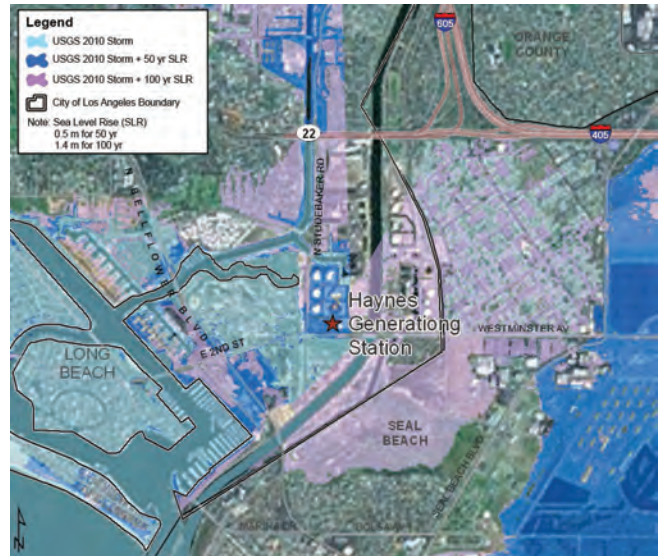 Legend
USGS 2010 Storm
USGS 2010 Storm + 50 yr SLR
USGS 2010 Storm + 100 yr SLR
City of Los Angeles Boundary
Note: Sea Level Rise (SLR)
0.5 m for 50 yr
1.4 m for 100 yr
605
ORANGE
COUNTY
22
405
N STUDEBAKER RD
N BELLFLOWER BLVD
Haynes
Generationg
Station
WESTMINSTER AV
E 2ND ST
LONG
BEACH
SEAL
BEACH
SEAL BEACH BLVD